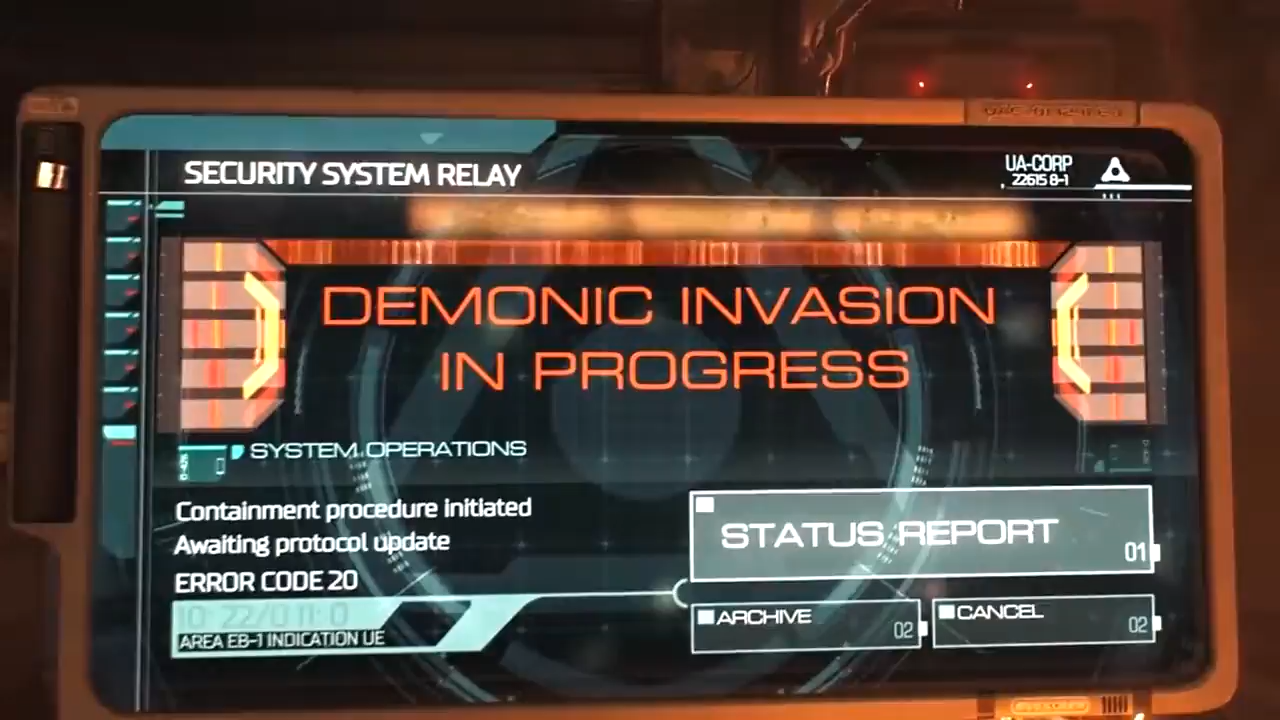 SECURITY SYSTEM RELAY
UA-CORP
22615 8-1
DEMONIC INVASION
IN PROGRESS
SYSTEM OPERATIONS
Containment procedure initiated
Awaiting protocol update
ERROR CODE 20
AREA EB-1 INDICATION UE
STATUS REPORT
01
ARCHIVE
02
CANCEL
02